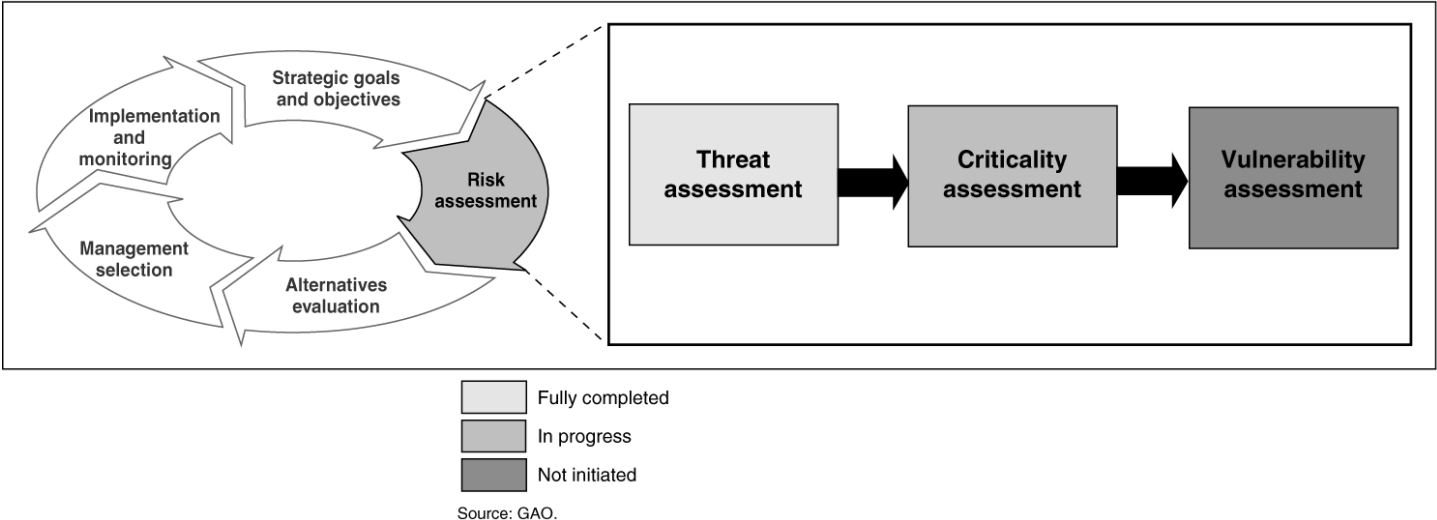 Strategic goals
and objectives
Implementation
and
monitoring
Risk
assessment
Management
selection
Alternatives
evaluation
Threat
assessment
Criticality
assessment
Vulnerability
assessment
Fully completed
In progress
Not initiated
Source: GAO.